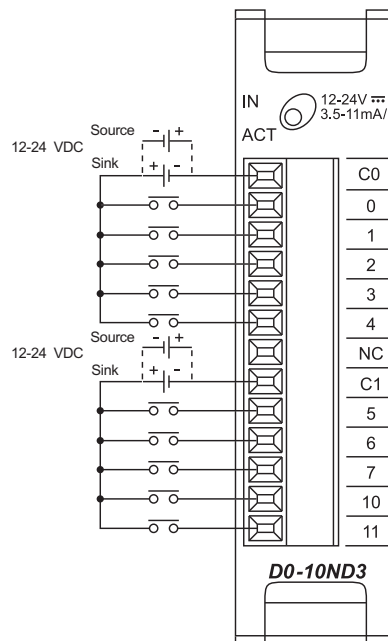 IN
12-24V ⎓
3.5-11mA/
ACT
Source
- +
12-24 VDC
Sink
+ -
C0
0
1
2
3
4
Source
- +
NC
12-24 VDC
Sink
+ -
C1
5
6
7
10
11
D0-10ND3